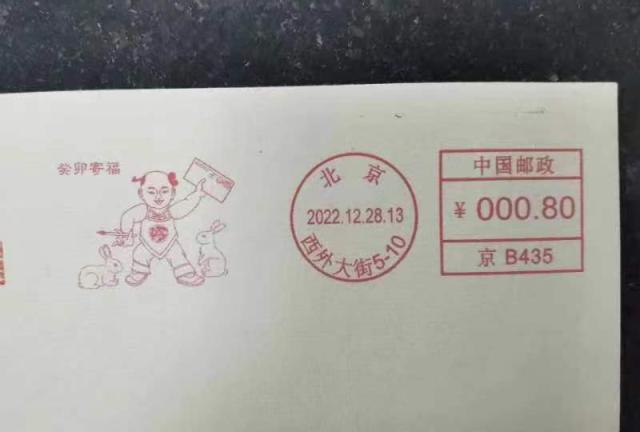 癸卯寄福
北京
2022.12.28.13
西外大街5-10
中国邮政
¥ 000.80
京 B435